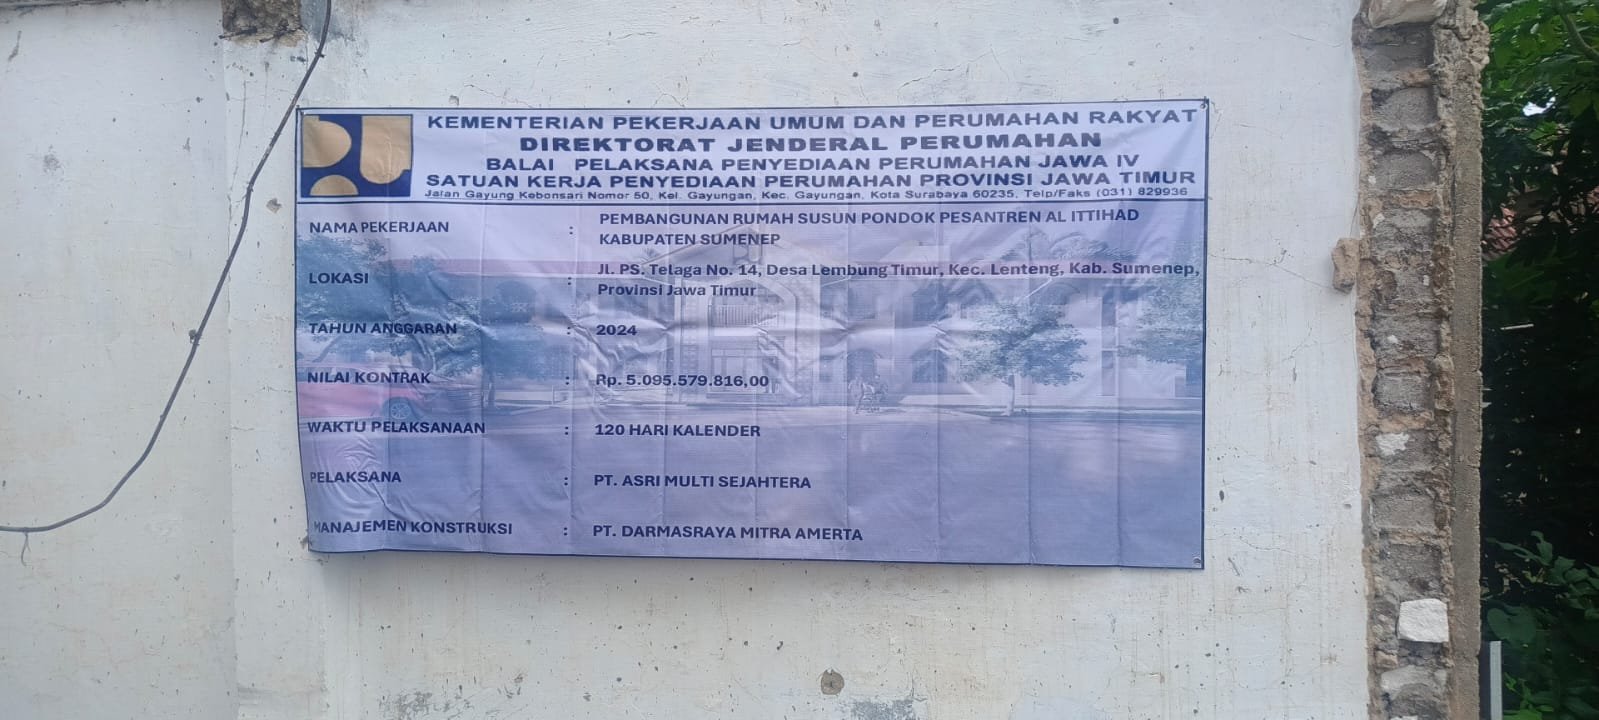 KEMENTERIAN PEKERJAAN UMUM DAN PERUMAHAN RAKYAT
DIREKTORAT JENDERAL PERUMAHAN
BALAI PELAKSANA PENYEDIAAN PERUMAHAN JAWA IV
SATUAN KERJA PENYEDIAAN PERUMAHAN PROVINSI JAWA TIMUR
Jalan Gayung Kebonsari Nomor 50, Kel. Gayungan, Kec. Gayungan, Kota Surabaya 60235, Telp/Faks (031) 829936
NAMA PEKERJAAN : PEMBANGUNAN RUMAH SUSUN PONDOK PESANTREN AL ITTIHAD
KABUPATEN SUMENEP
LOKASI : Jl. PS. Telaga No. 14, Desa Lembung Timur, Kec. Lenteng, Kab. Sumenep,
Provinsi Jawa Timur
TAHUN ANGGARAN : 2024
NILAI KONTRAK : Rp. 5.095.579.816,00
WAKTU PELAKSANAAN : 120 HARI KALENDER
PELAKSANA : PT. ASRI MULTI SEJAHTERA
MANAJEMEN KONSTRUKSI : PT. DARMASRAYA MITRA AMERTA